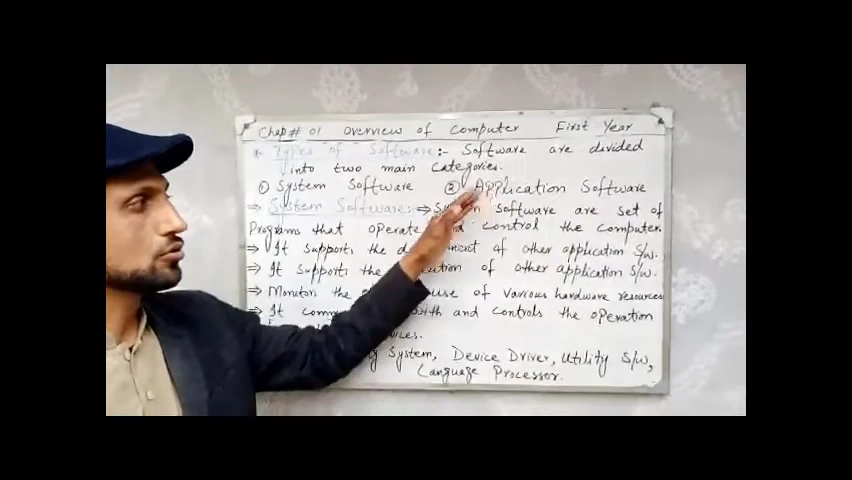 Chap# 01 Overview of Computer First Year
* Types of Software:- Software are divided
into two main categories.
① System Software ② Application Software
⇒ System Software:- ⇒ System Software are set of
Programs that operate and control the computer.
⇒ It supports the development of other application S/w.
⇒ It supports the execution of other application S/w.
⇒ Monitors the use of various hardware resources
⇒ It with and controls the operation
System, Device Driver, Utility S/w,
Language Processor.